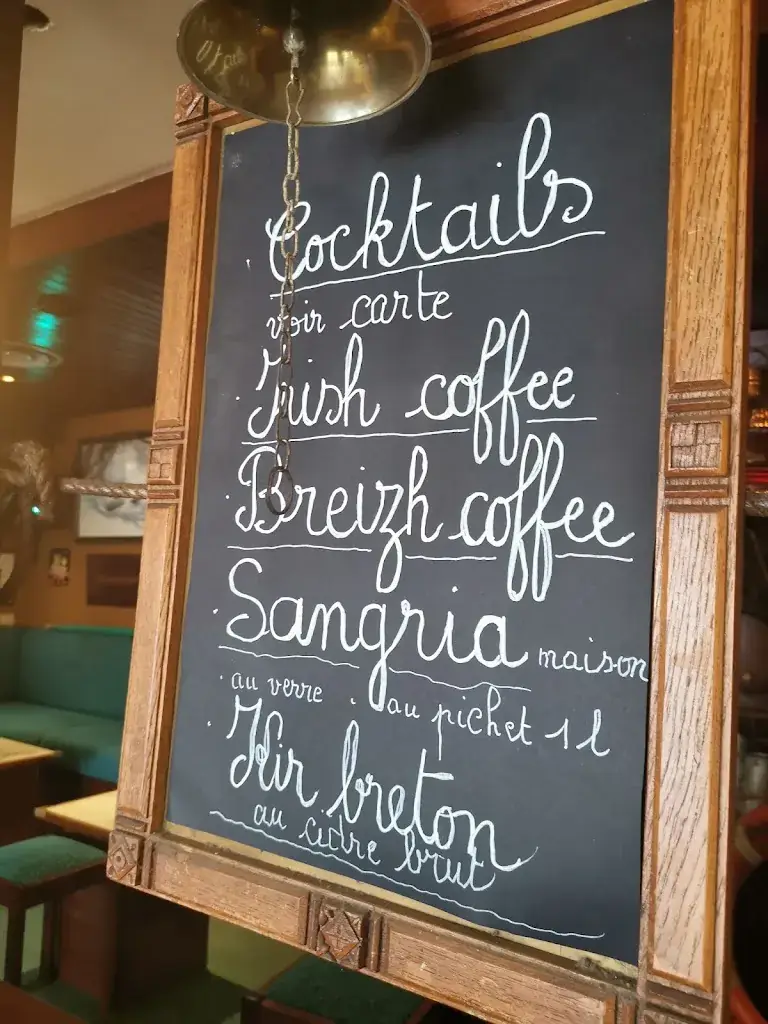 Cocktails
voir carte
Irish coffee
Breizh coffee
Sangria maison
au verre . au pichet 1 l
Kir breton
au cidre brut